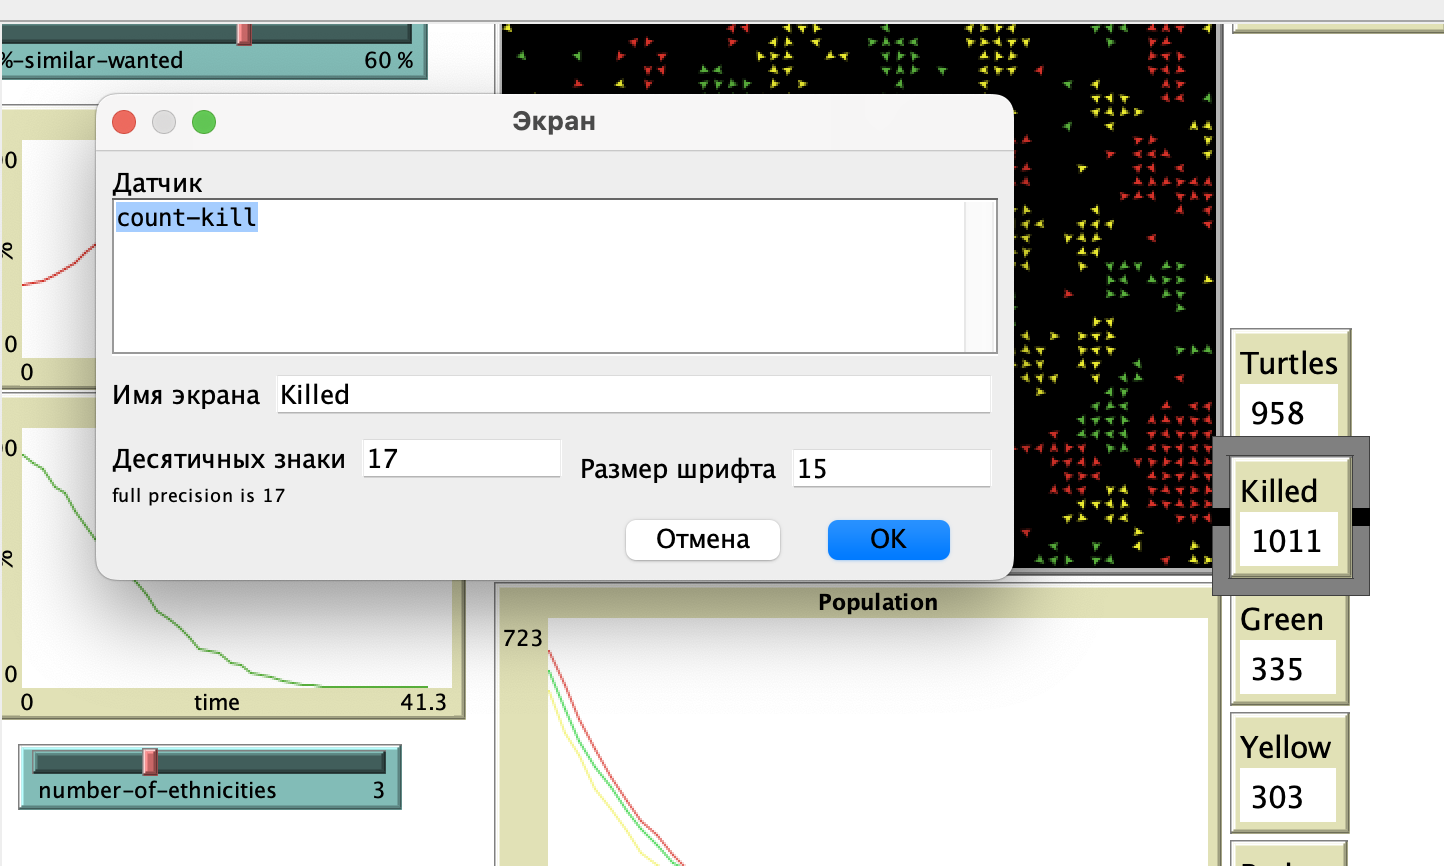 %-similar-wanted 60 %
Экран
Датчик
count-kill
Имя экрана Killed
Десятичных знаки 17
full precision is 17
Размер шрифта 15
Отмена OK
0
%
0
0
0
%
0
0 time 41.3
number-of-ethnicities 3
Population
723
Turtles
958
Killed
1011
Green
335
Yellow
303